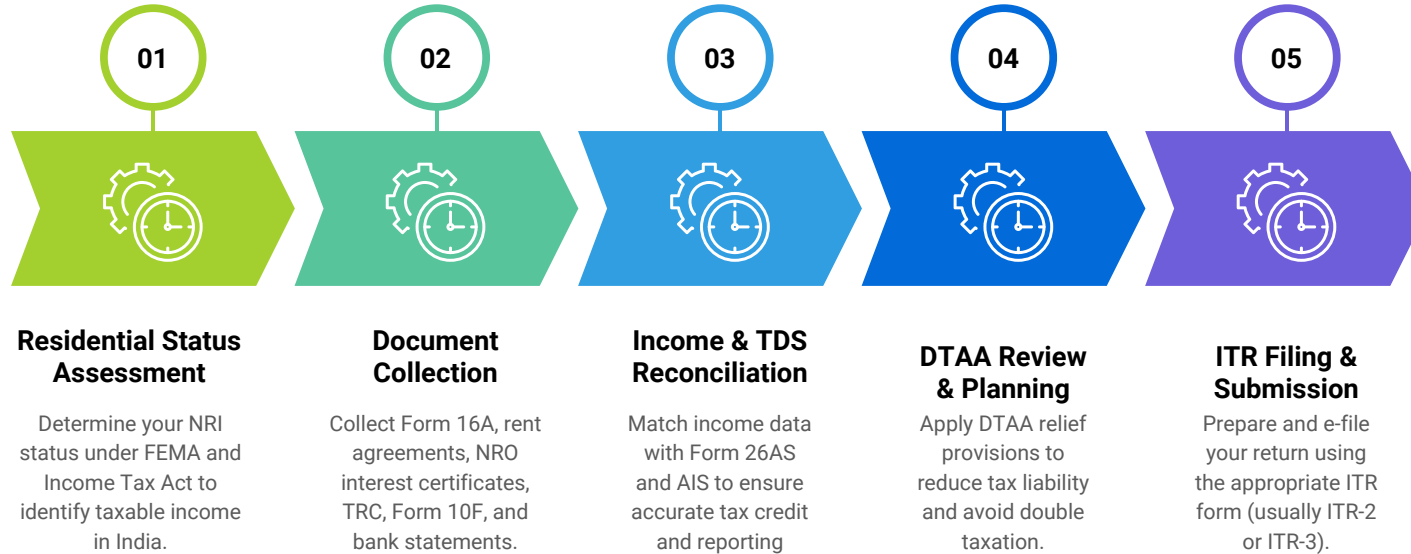 01
02
03
04
05
Residential Status
Assessment
Determine your NRI
status under FEMA and
Income Tax Act to
identify taxable income
in India.
Document
Collection
Collect Form 16A, rent
agreements, NRO
interest certificates,
TRC, Form 10F, and
bank statements.
Income & TDS
Reconciliation
Match income data
with Form 26AS
and AIS to ensure
accurate tax credit
and reporting
DTAA Review
& Planning
Apply DTAA relief
provisions to
reduce tax liability
and avoid double
taxation.
ITR Filing &
Submission
Prepare and e-file
your return using
the appropriate ITR
form (usually ITR-2
or ITR-3).